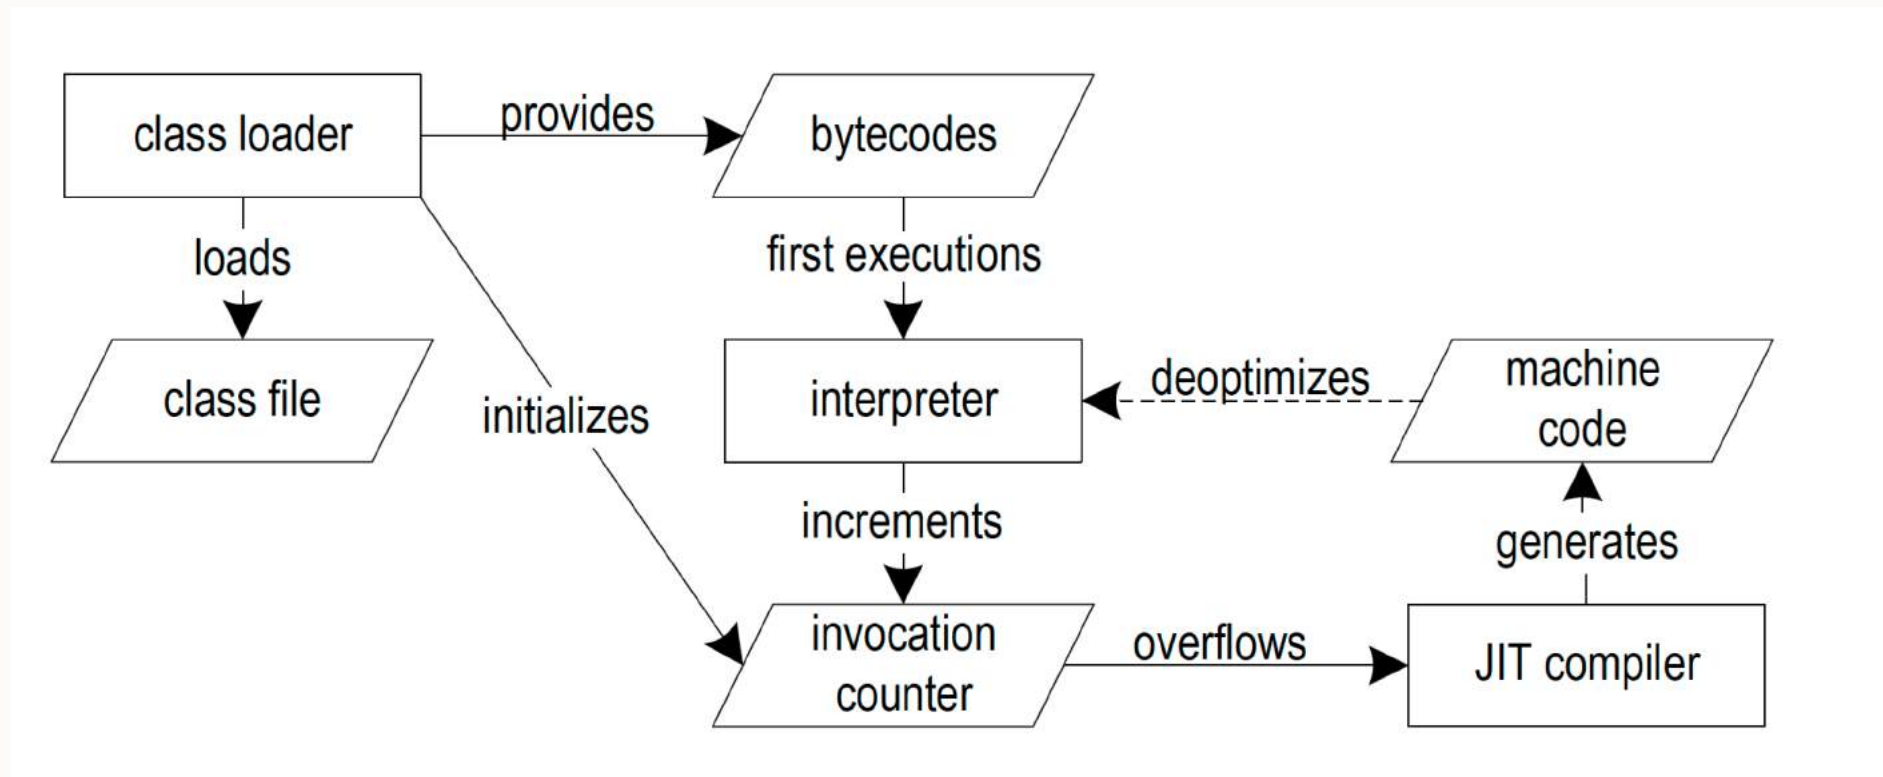 class loader
provides
bytecodes
loads
first executions
class file
initializes
interpreter
deoptimizes
machine
code
increments
generates
invocation
counter
overflows
JIT compiler